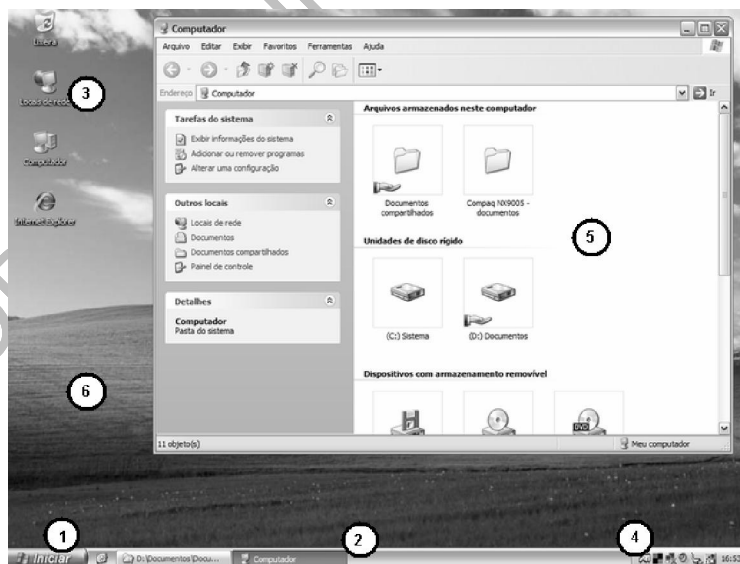 Lixeira
Locais de rede
3
Computador
Internet Explorer
6
Computador
Arquivo Editar Exibir Favoritos Ferramentas Ajuda
Endereço Computador Ir
Tarefas do sistema
Exibir informações do sistema
Adicionar ou remover programas
Alterar uma configuração
Outros locais
Locais de rede
Documentos
Documentos compartilhados
Painel de controle
Detalhes
Computador
Pasta do sistema
Arquivos armazenados neste computador
Documentos
compartilhados
Compaq NX9005 -
documentos
5
Unidades de disco rígido
(C:) Sistema
(D:) Documentos
Dispositivos com armazenamento removível
DVD
11 objeto(s)
Meu computador
1
2
4
Iniciar
D:\Documentos\Docu...
Computador
16:53